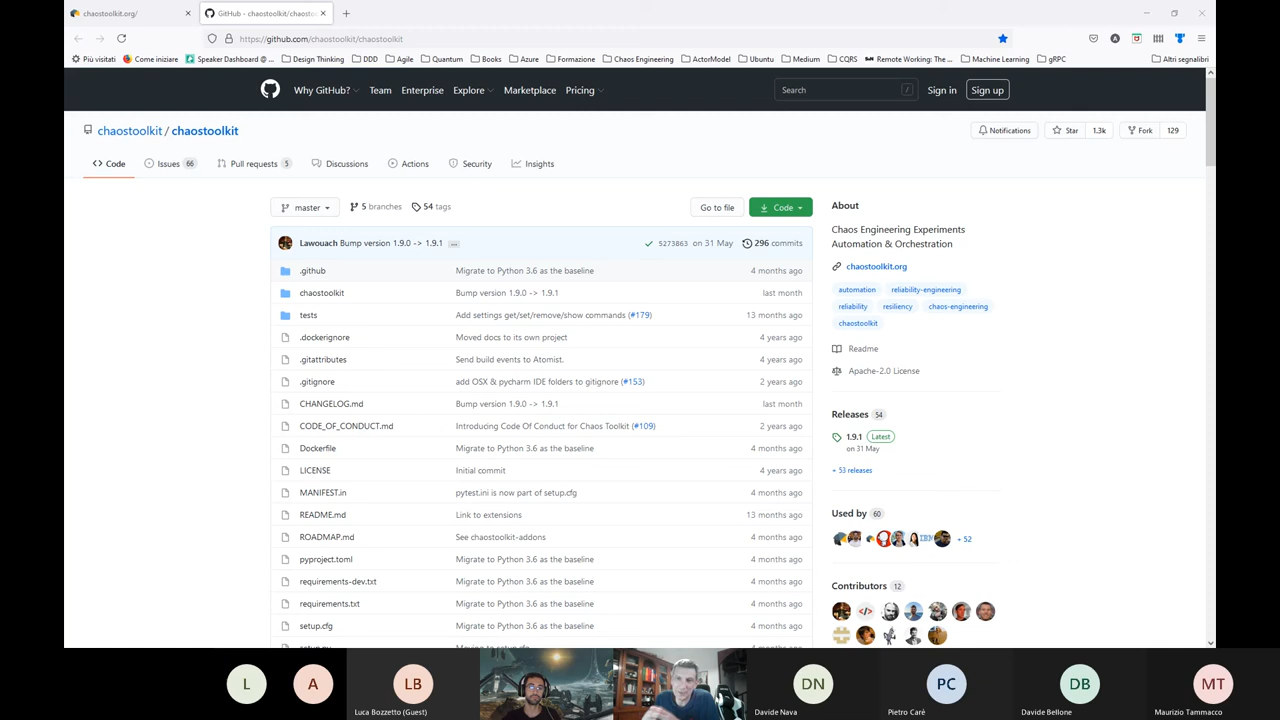 chaostoolkit.org/
GitHub - chaostoolkit/chaostoo
https://github.com/chaostoolkit/chaostoolkit
Più visitati
Come iniziare
Speaker Dashboard @ ...
Design Thinking
DDD
Agile
Quantum
Books
Azure
Formazione
Chaos Engineering
ActorModel
Ubuntu
Medium
CQRS
Remote Working: The ...
Machine Learning
gRPC
Altri segnalibri
Why GitHub?
Team
Enterprise
Explore
Marketplace
Pricing
Search /
Sign in
Sign up
chaostoolkit / chaostoolkit
Notifications
Star 1.3k
Fork 129
Code
Issues 66
Pull requests 5
Discussions
Actions
Security
Insights
master
5 branches
54 tags
Go to file
Code
Lawouach Bump version 1.9.0 -> 1.9.1 ...
5273863 on 31 May
296 commits
.github Migrate to Python 3.6 as the baseline 4 months ago
chaostoolkit Bump version 1.9.0 -> 1.9.1 last month
tests Add settings get/set/remove/show commands (#179) 13 months ago
.dockerignore Moved docs to its own project 4 years ago
.gitattributes Send build events to Atomist. 4 years ago
.gitignore add OSX & pycharm IDE folders to gitignore (#153) 2 years ago
CHANGELOG.md Bump version 1.9.0 -> 1.9.1 last month
CODE_OF_CONDUCT.md Introducing Code Of Conduct for Chaos Toolkit (#109) 2 years ago
Dockerfile Migrate to Python 3.6 as the baseline 4 months ago
LICENSE Initial commit 4 years ago
MANIFEST.in pytest.ini is now part of setup.cfg 4 months ago
README.md Link to extensions 13 months ago
ROADMAP.md See chaostoolkit-addons 4 months ago
pyproject.toml Migrate to Python 3.6 as the baseline 4 months ago
requirements-dev.txt Migrate to Python 3.6 as the baseline 4 months ago
requirements.txt Migrate to Python 3.6 as the baseline 4 months ago
setup.cfg Migrate to Python 3.6 as the baseline 4 months ago
About
Chaos Engineering Experiments
Automation & Orchestration
chaostoolkit.org
automation reliability-engineering
reliability resiliency chaos-engineering
chaostoolkit
Readme
Apache-2.0 License
Releases 54
1.9.1 Latest
on 31 May
+ 53 releases
Used by 60
IBM
+ 52
Contributors 12
L
A
LB
Luca Bozzetto (Guest)
DN
Davide Nava
PC
Pietro Carè
DB
Davide Bellone
MT
Maurizio Tammacco